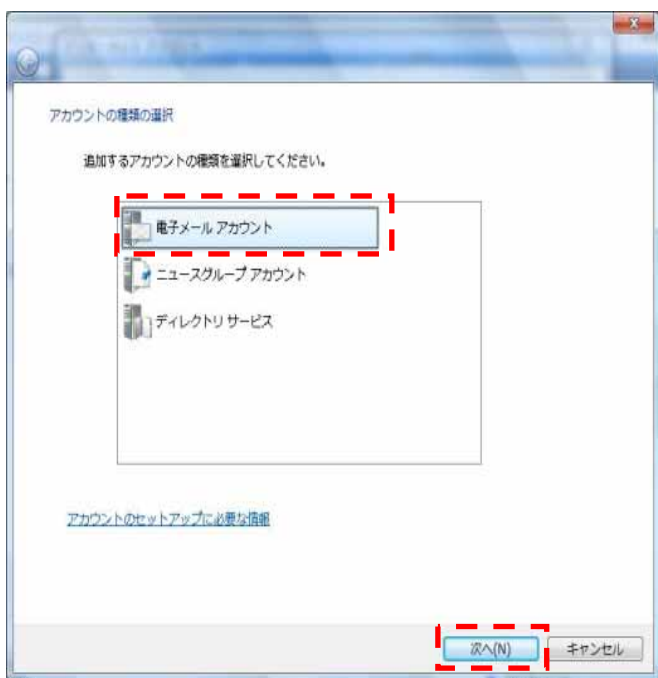 アカウントの種類の選択
追加するアカウントの種類を選択してください。
電子メール アカウント
ニュースグループ アカウント
ディレクトリ サービス
アカウントのセットアップに必要な情報
次へ(N)
キャンセル